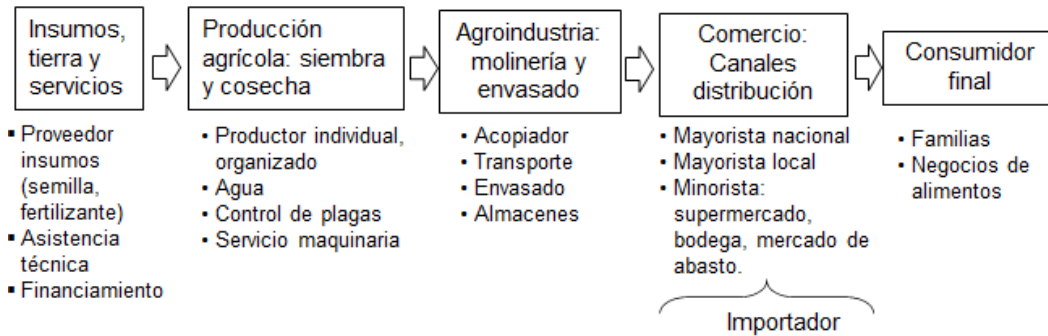 Insumos,
tierra y
servicios
Producción
agrícola: siembra
y cosecha
Agroindustria:
molinería y
envasado
Comercio:
Canales
distribución
Consumidor
final
▪ Proveedor
insumos
(semilla,
fertilizante)
▪ Asistencia
técnica
▪ Financiamiento
• Productor individual,
organizado
• Agua
• Control de plagas
• Servicio maquinaria
• Acopiador
• Transporte
• Envasado
• Almacenes
• Mayorista nacional
• Mayorista local
• Minorista:
supermercado,
bodega, mercado de
abasto.
• Familias
• Negocios de
alimentos
Importador